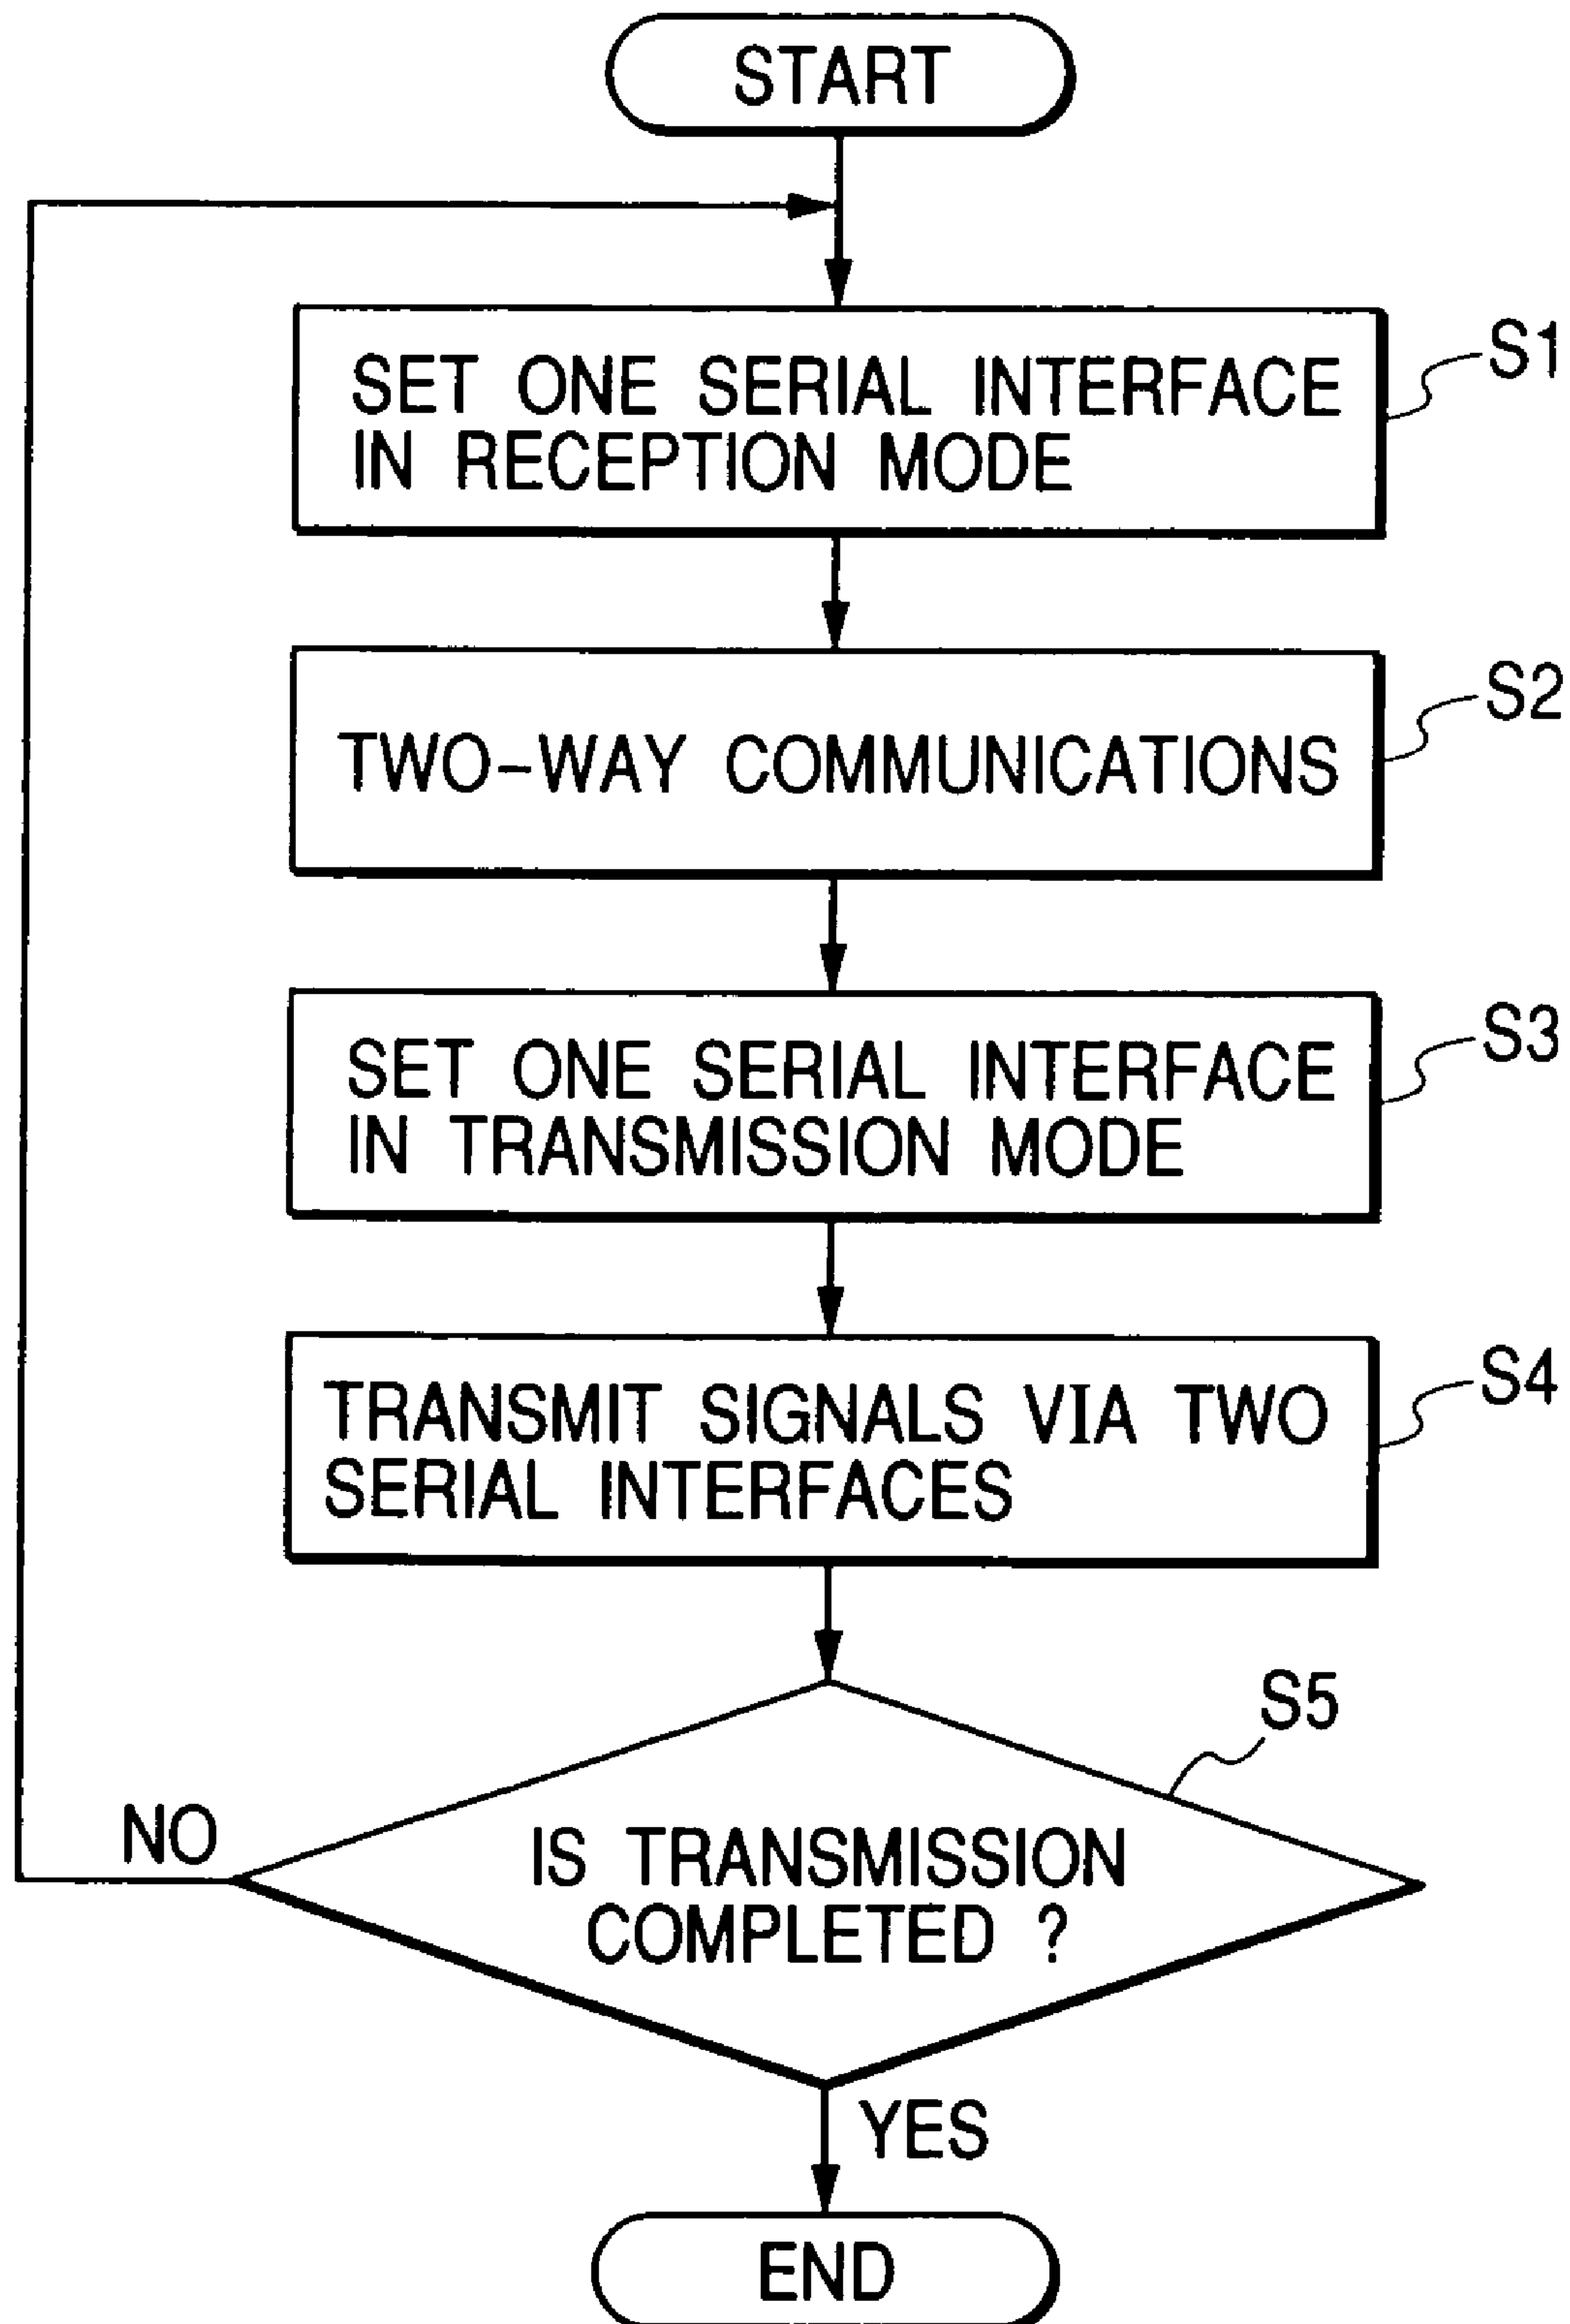 START
SET ONE SERIAL INTERFACE
IN RECEPTION MODE
S1
TWO-WAY COMMUNICATIONS
S2
SET ONE SERIAL INTERFACE
IN TRANSMISSION MODE
S3
TRANSMIT SIGNALS VIA TWO
SERIAL INTERFACES
S4
S5
IS TRANSMISSION
COMPLETED ?
NO
YES
END